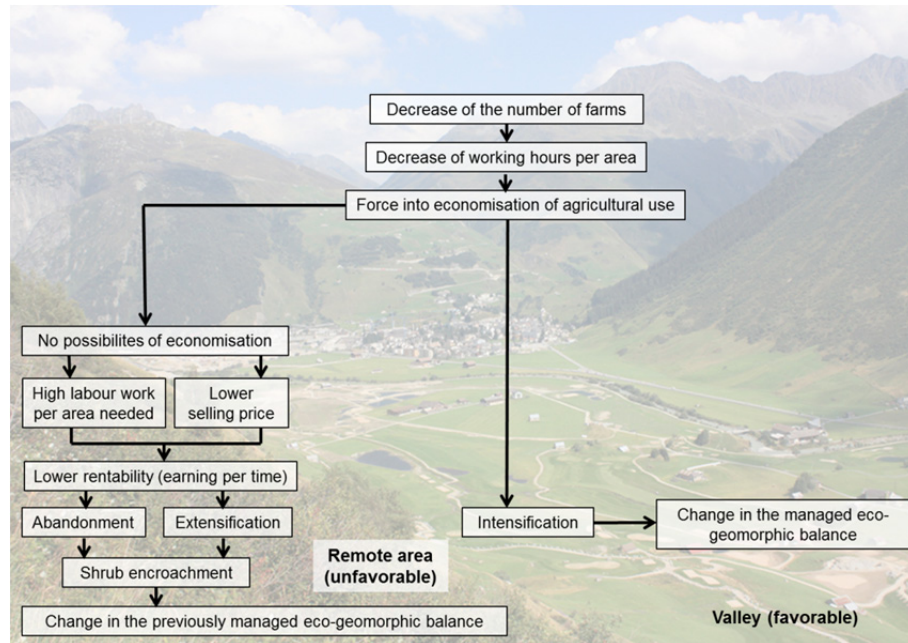 Decrease of the number of farms
Decrease of working hours per area
Force into economisation of agricultural use
No possibilites of economisation
High labour work
per area needed
Lower
selling price
Lower rentability (earning per time)
Abandonment
Extensification
Intensification
Change in the managed eco-
geomorphic balance
Shrub encroachment
Remote area
(unfavorable)
Change in the previously managed eco-geomorphic balance
Valley (favorable)